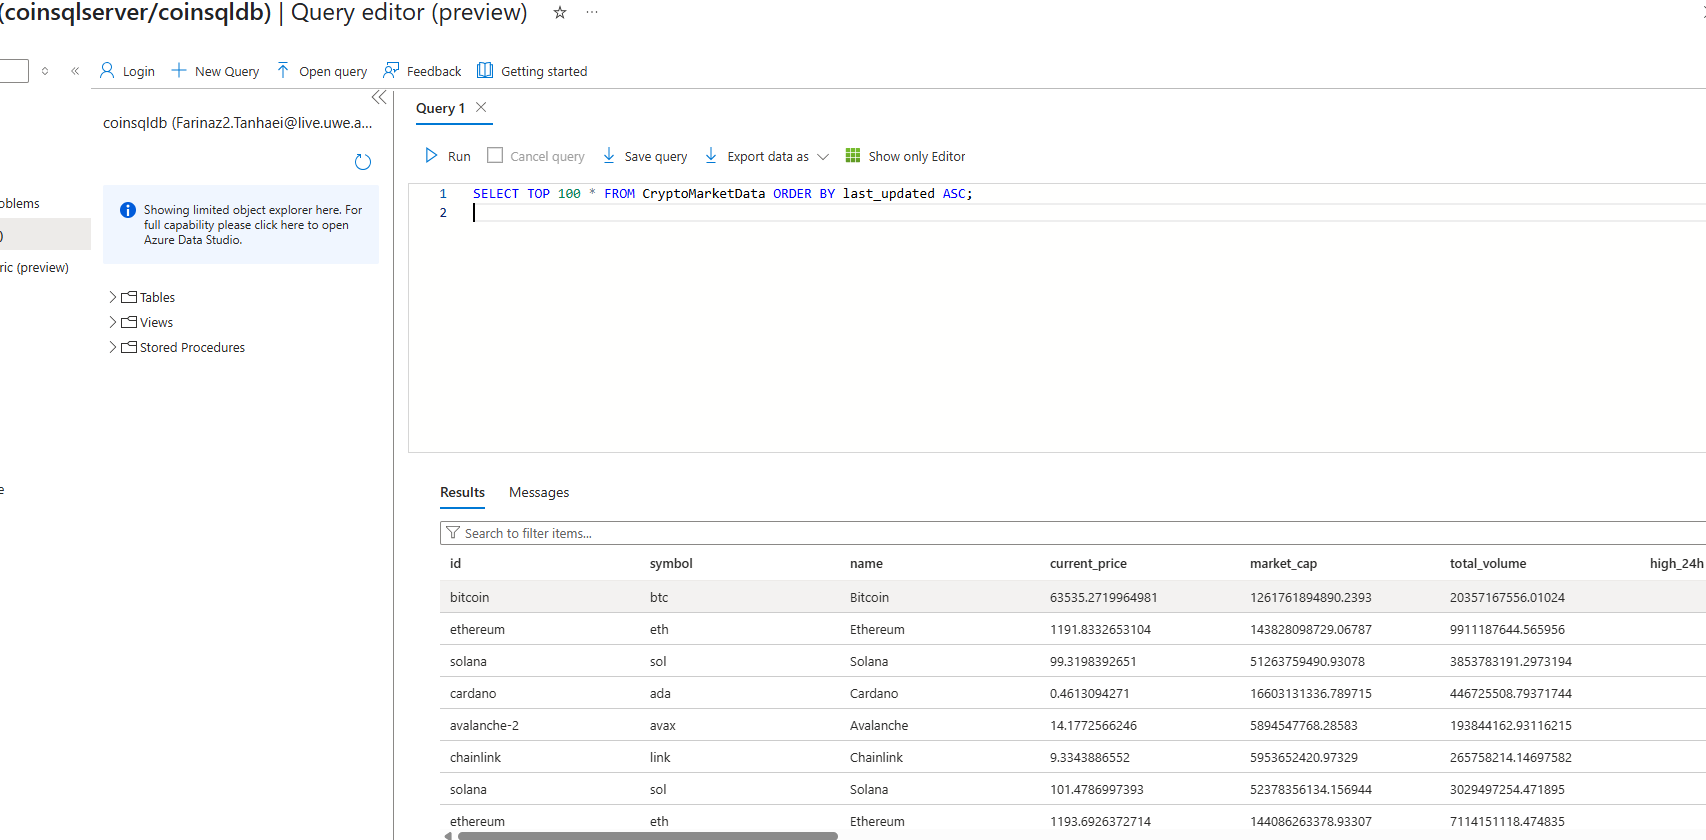 (coinsqlserver/coinsqldb) | Query editor (preview)
Login New Query Open query Feedback Getting started
coinsqldb (Farinaz2.Tanhaei@live.uwe.a...
oblems
)
ric (preview)
e
Showing limited object explorer here. For
full capability please click here to open
Azure Data Studio.
Tables
Views
Stored Procedures
Query 1
Run Cancel query Save query Export data as Show only Editor
1 SELECT TOP 100 * FROM CryptoMarketData ORDER BY last_updated ASC;
2
Results Messages
Search to filter items...
id symbol name current_price market_cap total_volume high_24h
bitcoin btc Bitcoin 63535.2719964981 1261761894890.2393 20357167556.01024
ethereum eth Ethereum 1191.8332653104 143828098729.06787 9911187644.565956
solana sol Solana 99.3198392651 51263759490.93078 3853783191.2973194
cardano ada Cardano 0.4613094271 16603131336.789715 446725508.79371744
avalanche-2 avax Avalanche 14.1772566246 5894547768.28583 193844162.93116215
chainlink link Chainlink 9.3343886552 5953652420.97329 265758214.14697582
solana sol Solana 101.4786997393 52378356134.156944 3029497254.471895
ethereum eth Ethereum 1193.6926372714 144086263378.93307 7114151118.474835